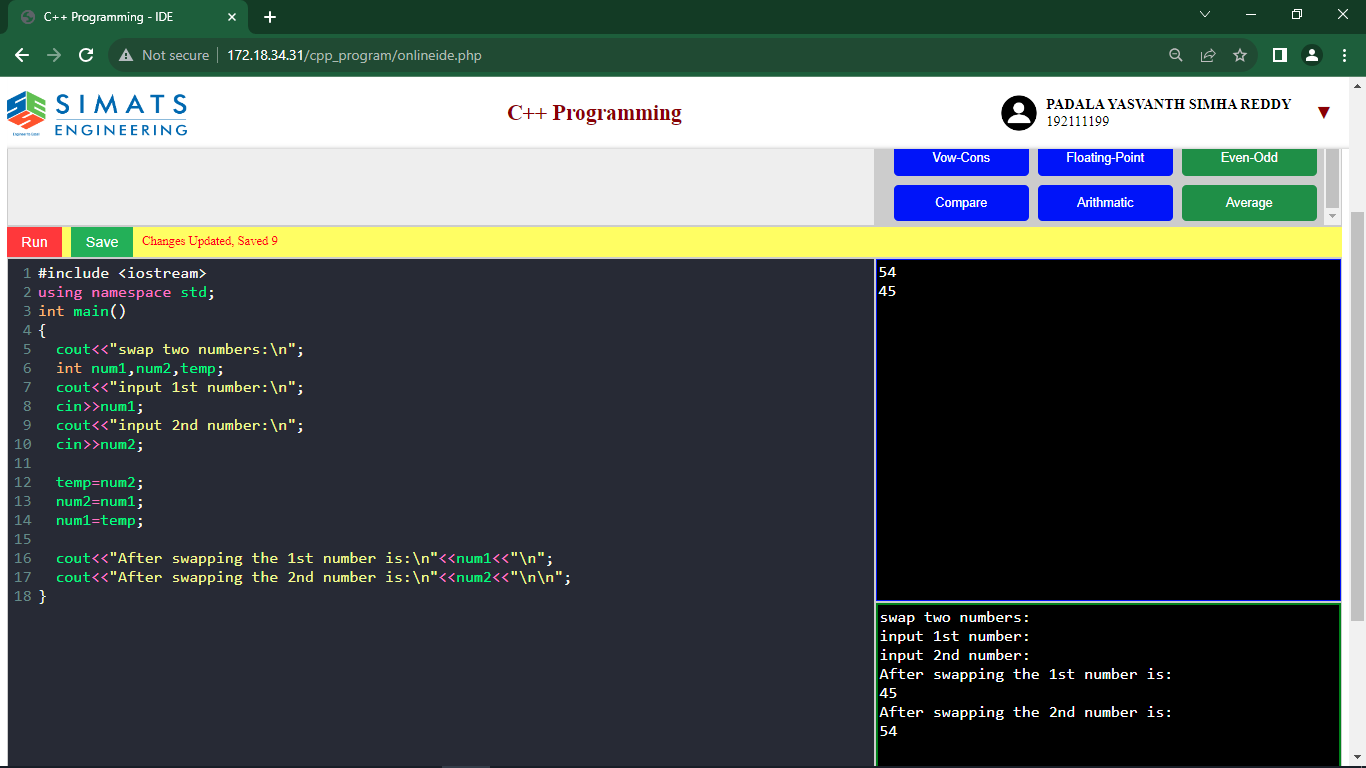 C++ Programming - IDE
Not secure
172.18.34.31/cpp_program/onlineide.php
SIMATS
ENGINEERING
Engineer to Excel
C++ Programming
PADALA YASVANTH SIMHA REDDY
192111199
Vow-Cons
Floating-Point
Even-Odd
Compare
Arithmatic
Average
Run
Save
Changes Updated, Saved 9
1 #include <iostream>
2 using namespace std;
3 int main()
4 {
5   cout<<"swap two numbers:\n";
6   int num1,num2,temp;
7   cout<<"input 1st number:\n";
8   cin>>num1;
9   cout<<"input 2nd number:\n";
10   cin>>num2;
11
12   temp=num2;
13   num2=num1;
14   num1=temp;
15
16   cout<<"After swapping the 1st number is:\n"<<num1<<"\n";
17   cout<<"After swapping the 2nd number is:\n"<<num2<<"\n\n";
18 }
54
45
swap two numbers:
input 1st number:
input 2nd number:
After swapping the 1st number is:
45
After swapping the 2nd number is:
54